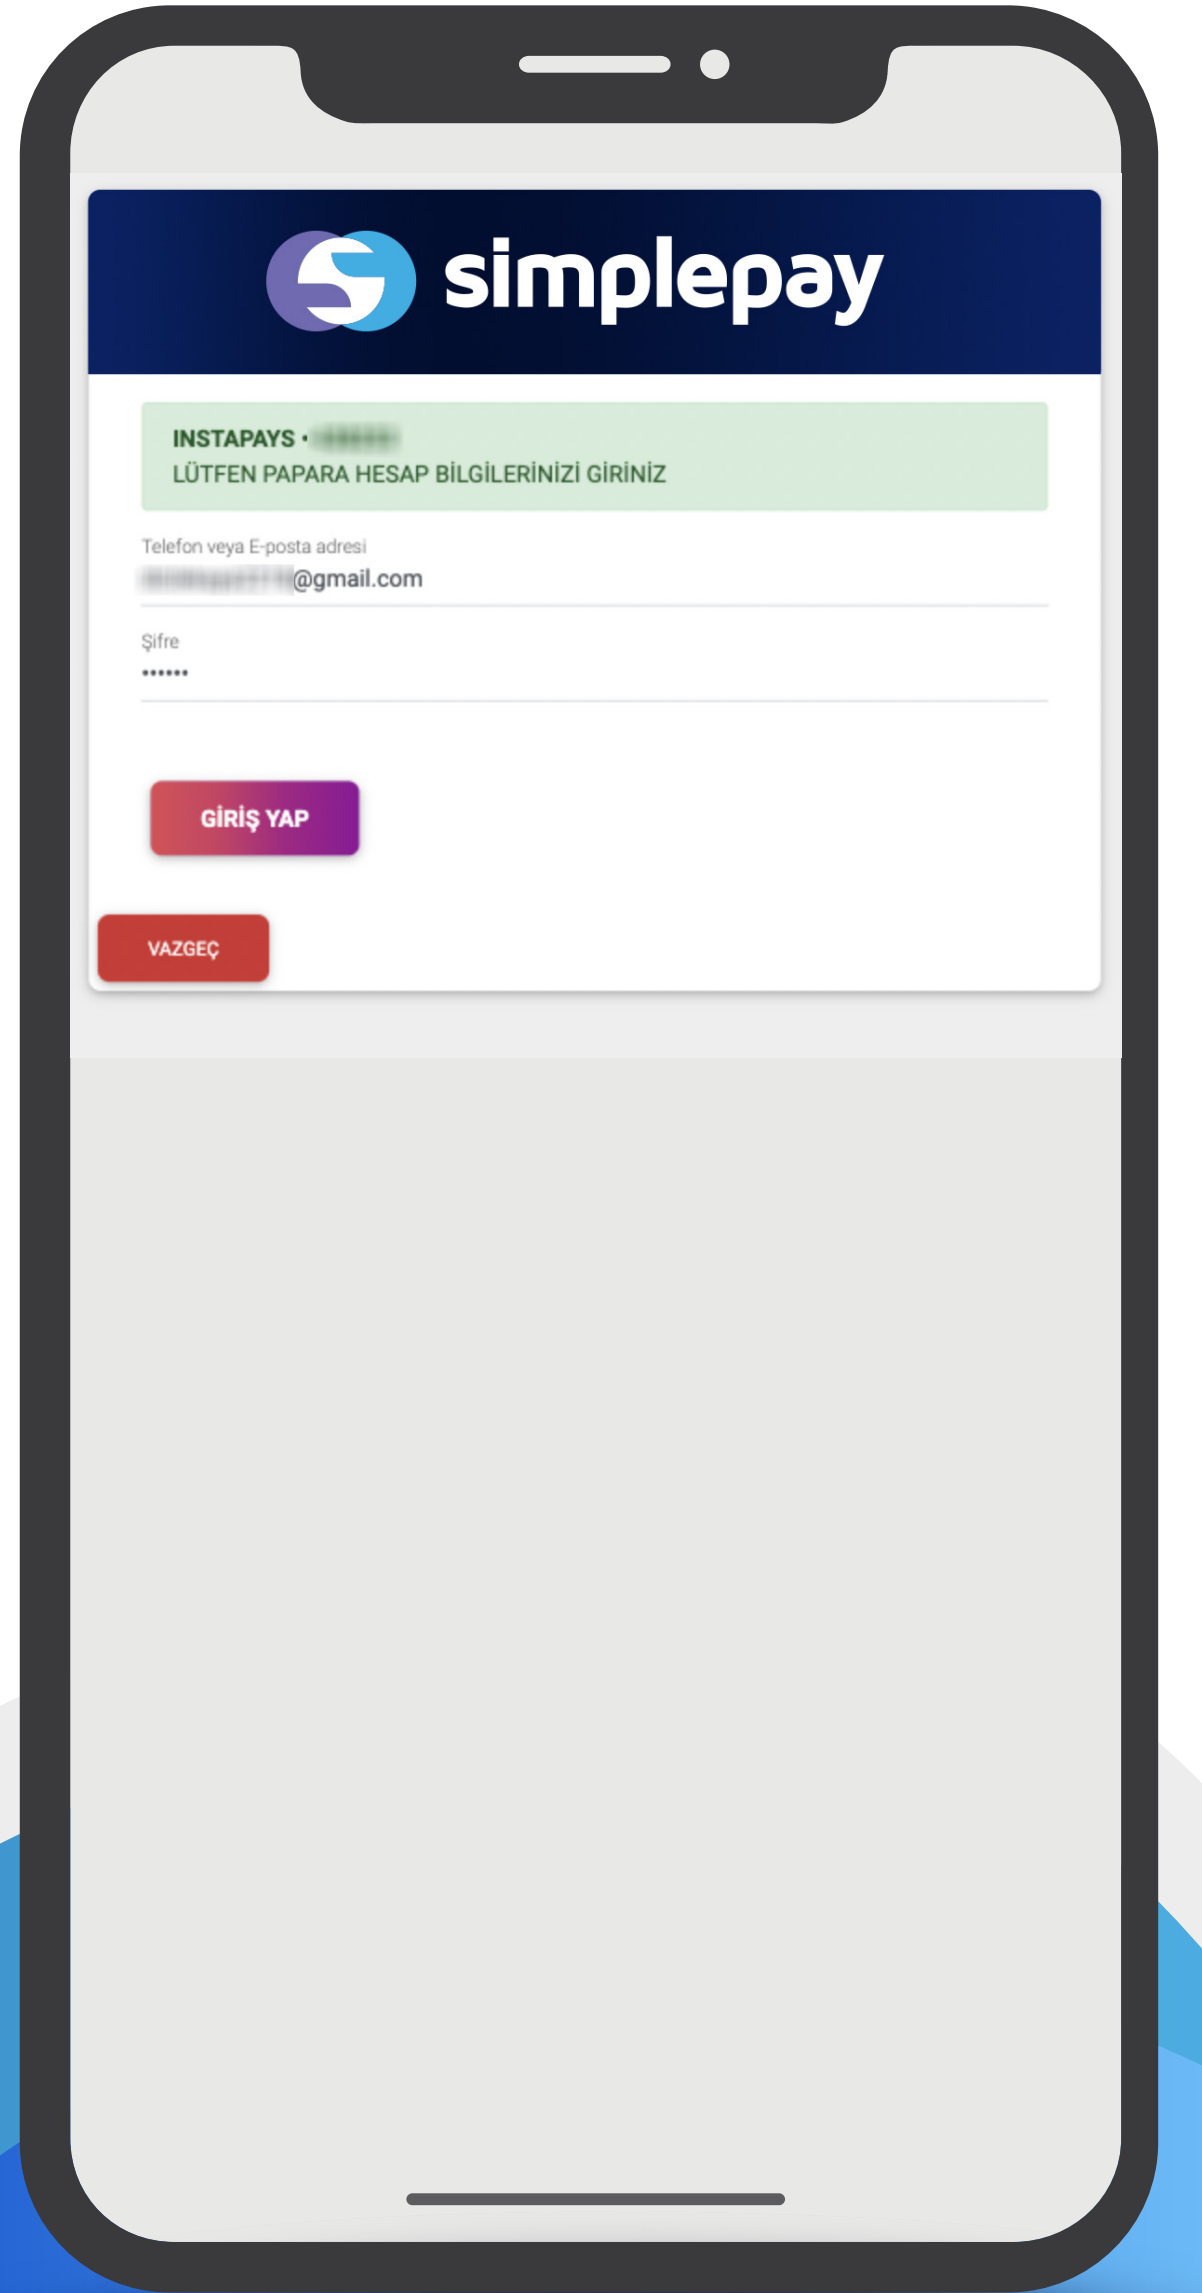 simplepay
INSTAPAYS •
LÜTFEN PAPARA HESAP BİLGİLERİNİZİ GİRİNİZ
Telefon veya E-posta adresi
@gmail.com
Şifre
••••••
GİRİŞ YAP
VAZGEÇ